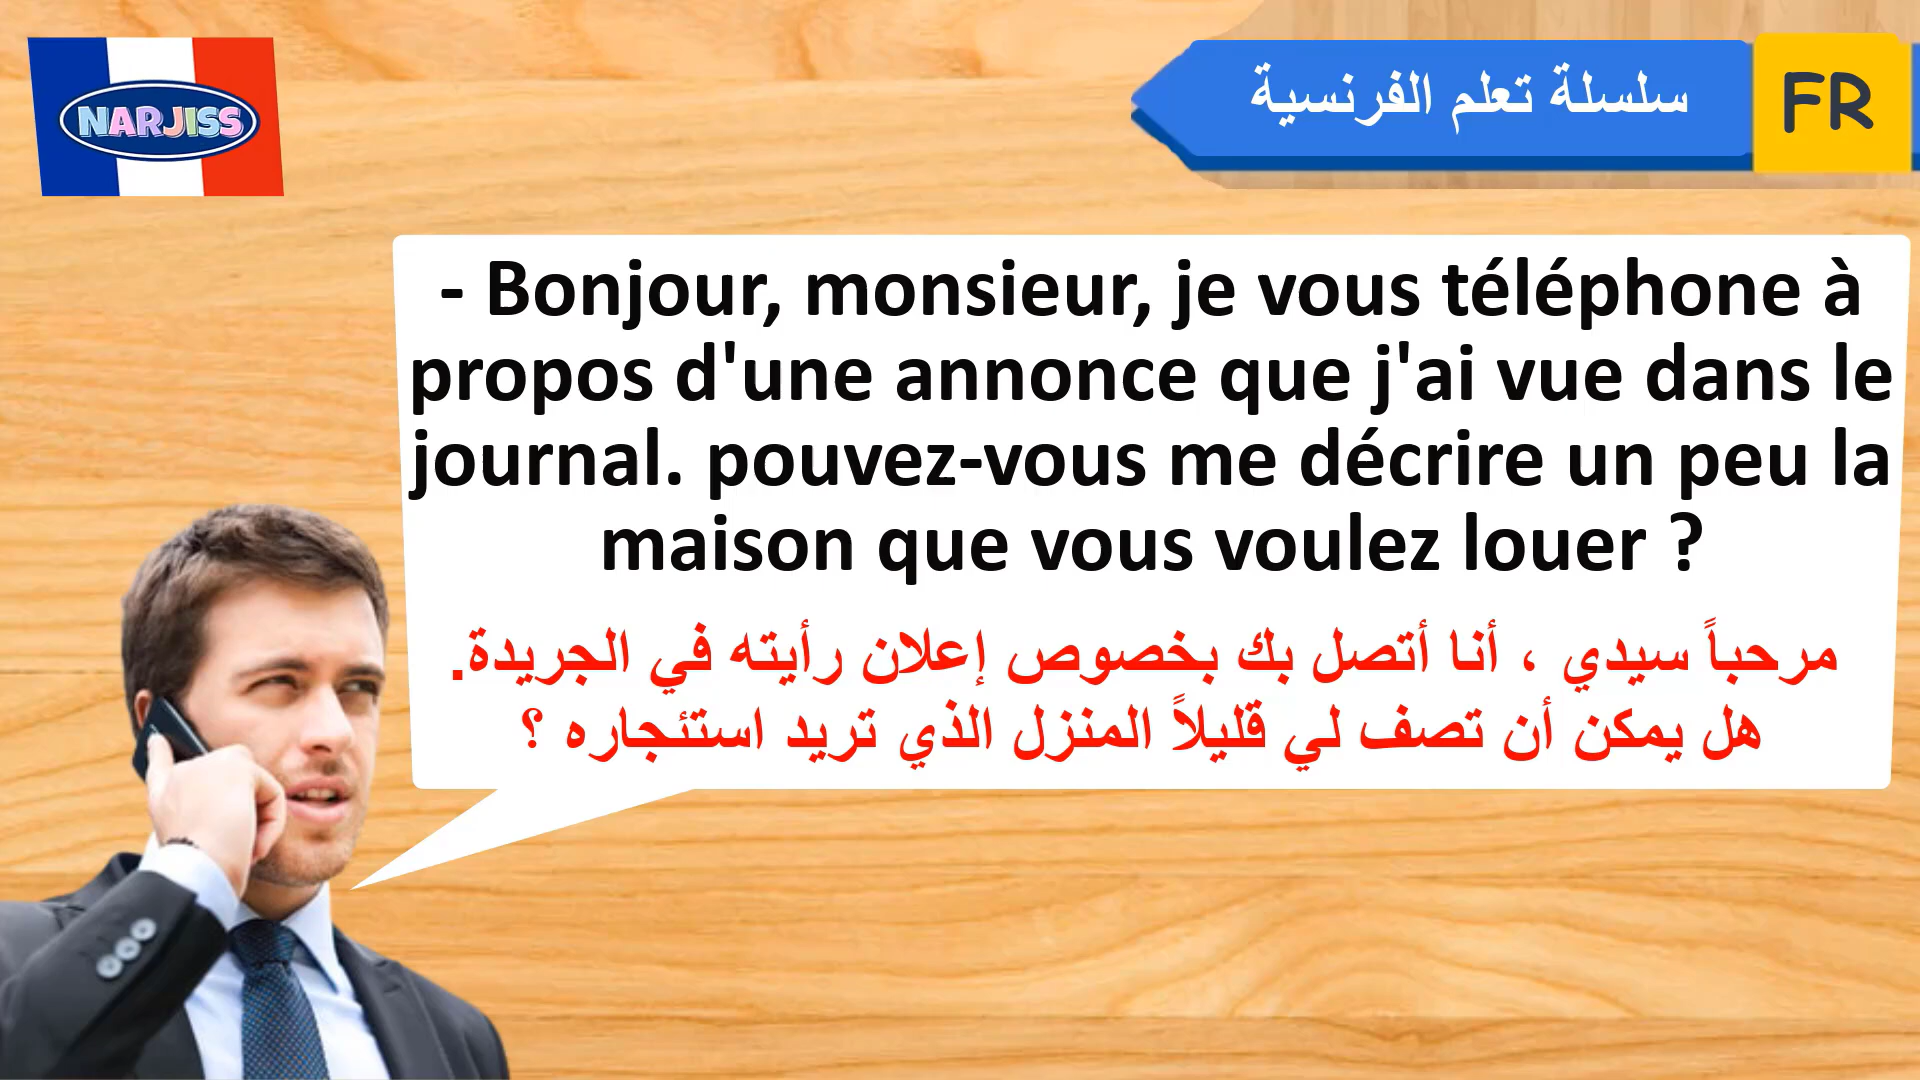 NARJISS
سلسلة تعلم الفرنسية
FR
- Bonjour, monsieur, je vous téléphone à
propos d'une annonce que j'ai vue dans le
journal. pouvez-vous me décrire un peu la
maison que vous voulez louer ?
مرحباً سيدي ، أنا أتصل بك بخصوص إعلان رأيته في الجريدة.
هل يمكن أن تصف لي قليلاً المنزل الذي تريد استئجاره ؟